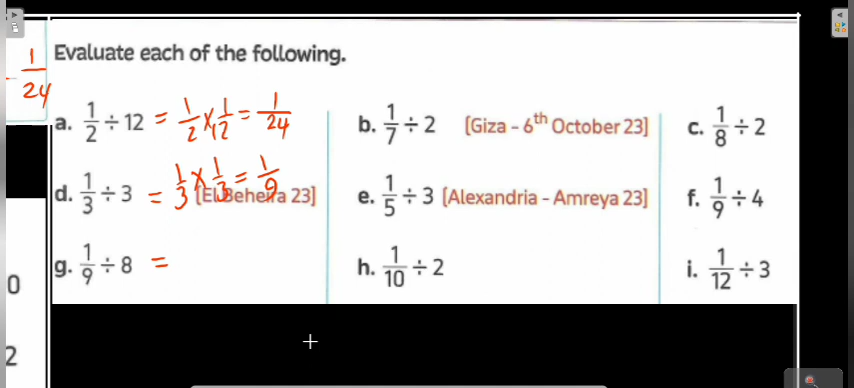 Evaluate each of the following.
- 1/24
a. 1/2 ÷ 12 = 1/2 × 1/12 = 1/24
b. 1/7 ÷ 2 [Giza - 6th October 23]
c. 1/8 ÷ 2
d. 1/3 ÷ 3 = 1/3 × 1/3 = 1/9 [El Beheira 23]
e. 1/5 ÷ 3 [Alexandria - Amreya 23]
f. 1/9 ÷ 4
g. 1/9 ÷ 8 =
h. 1/10 ÷ 2
i. 1/12 ÷ 3
0
2